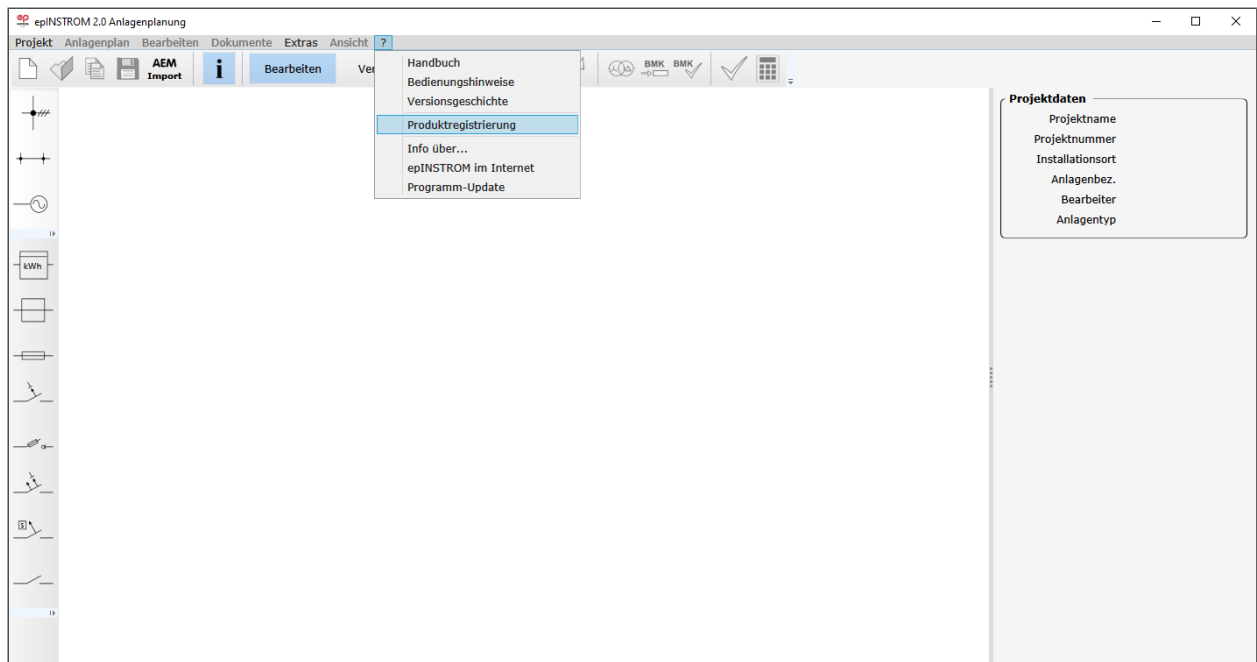 ep epINSTROM 2.0 Anlagenplanung
Projekt Anlagenplan Bearbeiten Dokumente Extras Ansicht ?
AEM Import i Bearbeiten BMK BMK
Handbuch
Bedienungshinweise
Versionsgeschichte
Produktregistrierung
Info über...
epINSTROM im Internet
Programm-Update
kWh
S
Projektdaten
Projektname
Projektnummer
Installationsort
Anlagenbez.
Bearbeiter
Anlagentyp